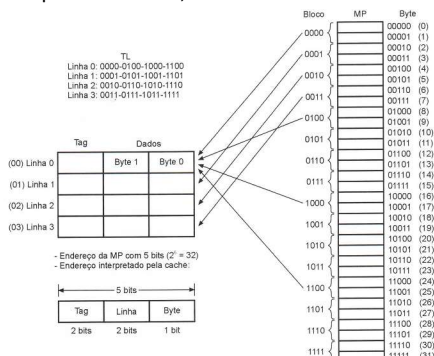 TL
Linha 0: 0000-0100-1000-1100
Linha 1: 0001-0101-1001-1101
Linha 2: 0010-0110-1010-1110
Linha 3: 0011-0111-1011-1111
Tag Dados
(00) Linha 0 Byte 1 Byte 0
(01) Linha 1
(02) Linha 2
(03) Linha 3
- Endereço da MP com 5 bits (2⁵ = 32)
- Endereço interpretado pela cache:
5 bits
Tag Linha Byte
2 bits 2 bits 1 bit
Bloco MP Byte
0000 00000 (0)
00001 (1)
0001 00010 (2)
00011 (3)
0010 00100 (4)
00101 (5)
0011 00110 (6)
00111 (7)
0100 01000 (8)
01001 (9)
0101 01010 (10)
01011 (11)
0110 01100 (12)
01101 (13)
0111 01110 (14)
01111 (15)
1000 10000 (16)
10001 (17)
1001 10010 (18)
10011 (19)
1010 10100 (20)
10101 (21)
1011 10110 (22)
10111 (23)
1100 11000 (24)
11001 (25)
1101 11010 (26)
11011 (27)
1110 11100 (28)
11101 (29)
1111 11110 (30)
11111 (31)